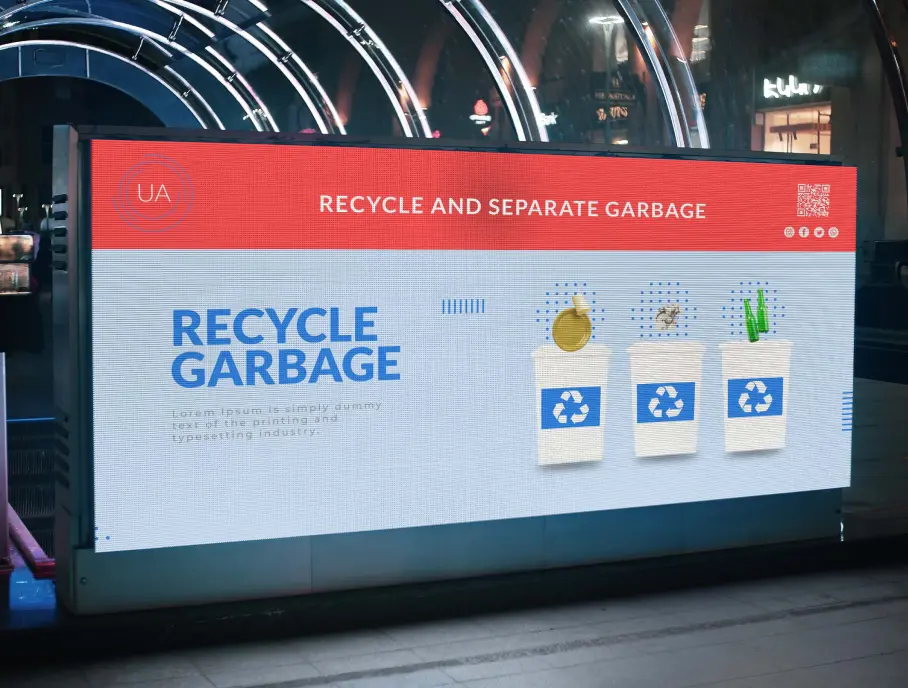 UA
RECYCLE AND SEPARATE GARBAGE
RECYCLE
GARBAGE
Lorem Ipsum is simply dummy
text of the printing and
typesetting industry.